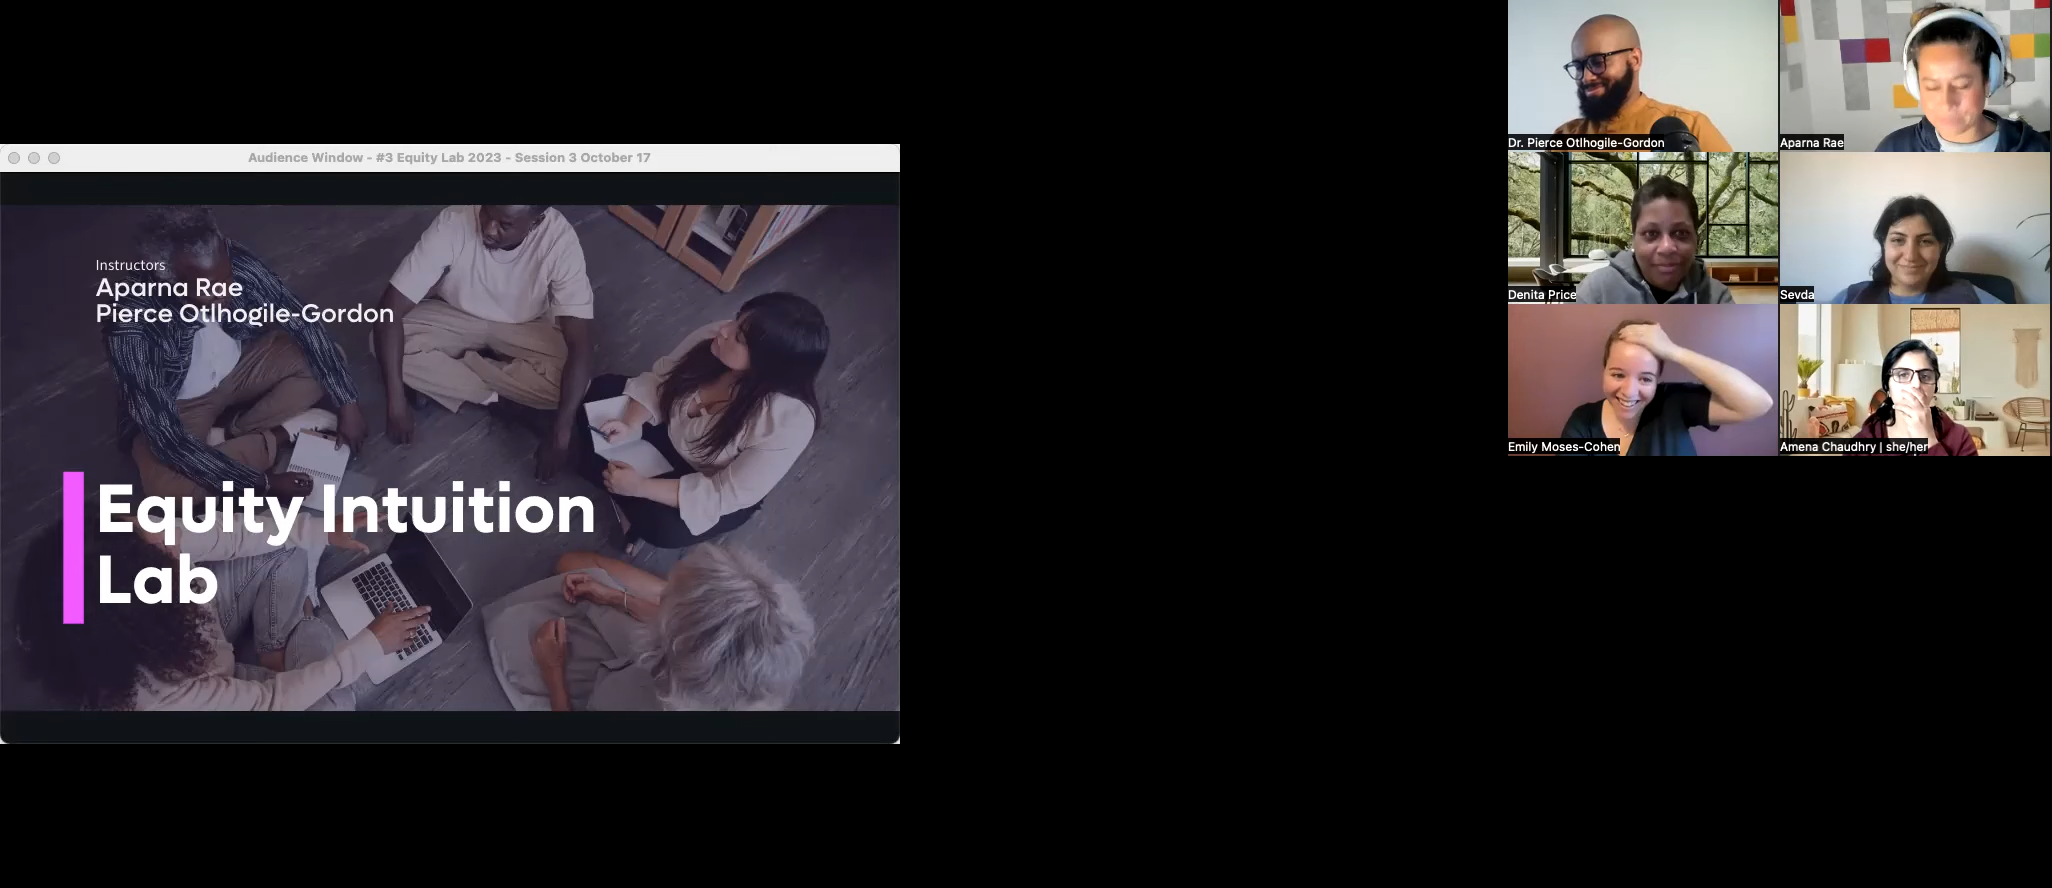 Audience Window - #3 Equity Lab 2023 - Session 3 October 17
Instructors
Aparna Rae
Pierce Otlhogile-Gordon
Equity Intuition
Lab
Dr. Pierce Otlhogile-Gordon
Aparna Rae
Denita Price
Sevda
Emily Moses-Cohen
Amena Chaudhry | she/her